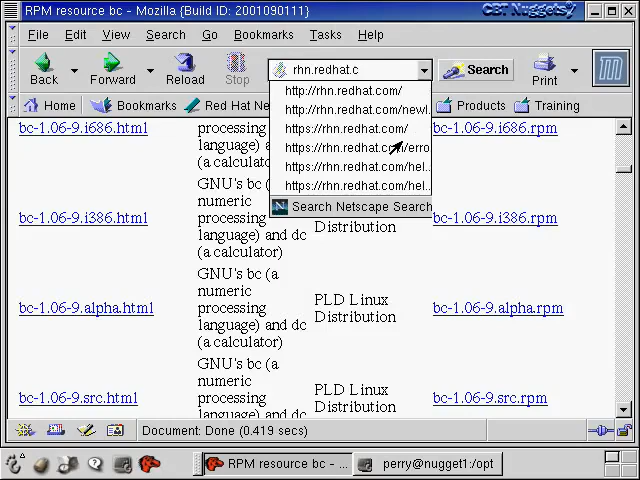 RPM resource bc - Mozilla {Build ID: 2001090111}
CBT Nuggets
File Edit View Search Go Bookmarks Tasks Help
Back Forward Reload Stop rhn.redhat.c Search Print
Home Bookmarks Red Hat Ne Products Training
http://rhn.redhat.com/
http://rhn.redhat.com/newl..
https://rhn.redhat.com/
https://rhn.redhat.com/erro
https://rhn.redhat.com/hel..
https://rhn.redhat.com/hel..
Search Netscape Search
bc-1.06-9.i686.html
processing
language) and dc
(a calculator)
bc-1.06-9.i686.rpm
bc-1.06-9.i386.html
GNU's bc (a
numeric
processing
language) and dc
(a calculator)
Distribution
bc-1.06-9.i386.rpm
bc-1.06-9.alpha.html
GNU's bc (a
numeric
processing
language) and dc
(a calculator)
PLD Linux
Distribution
bc-1.06-9.alpha.rpm
bc-1.06-9.src.html
GNU's bc (a
numeric
processing
language) and dc
PLD Linux
Distribution
bc-1.06-9.src.rpm
Document: Done (0.419 secs)
RPM resource bc - ...
perry@nugget1:/opt